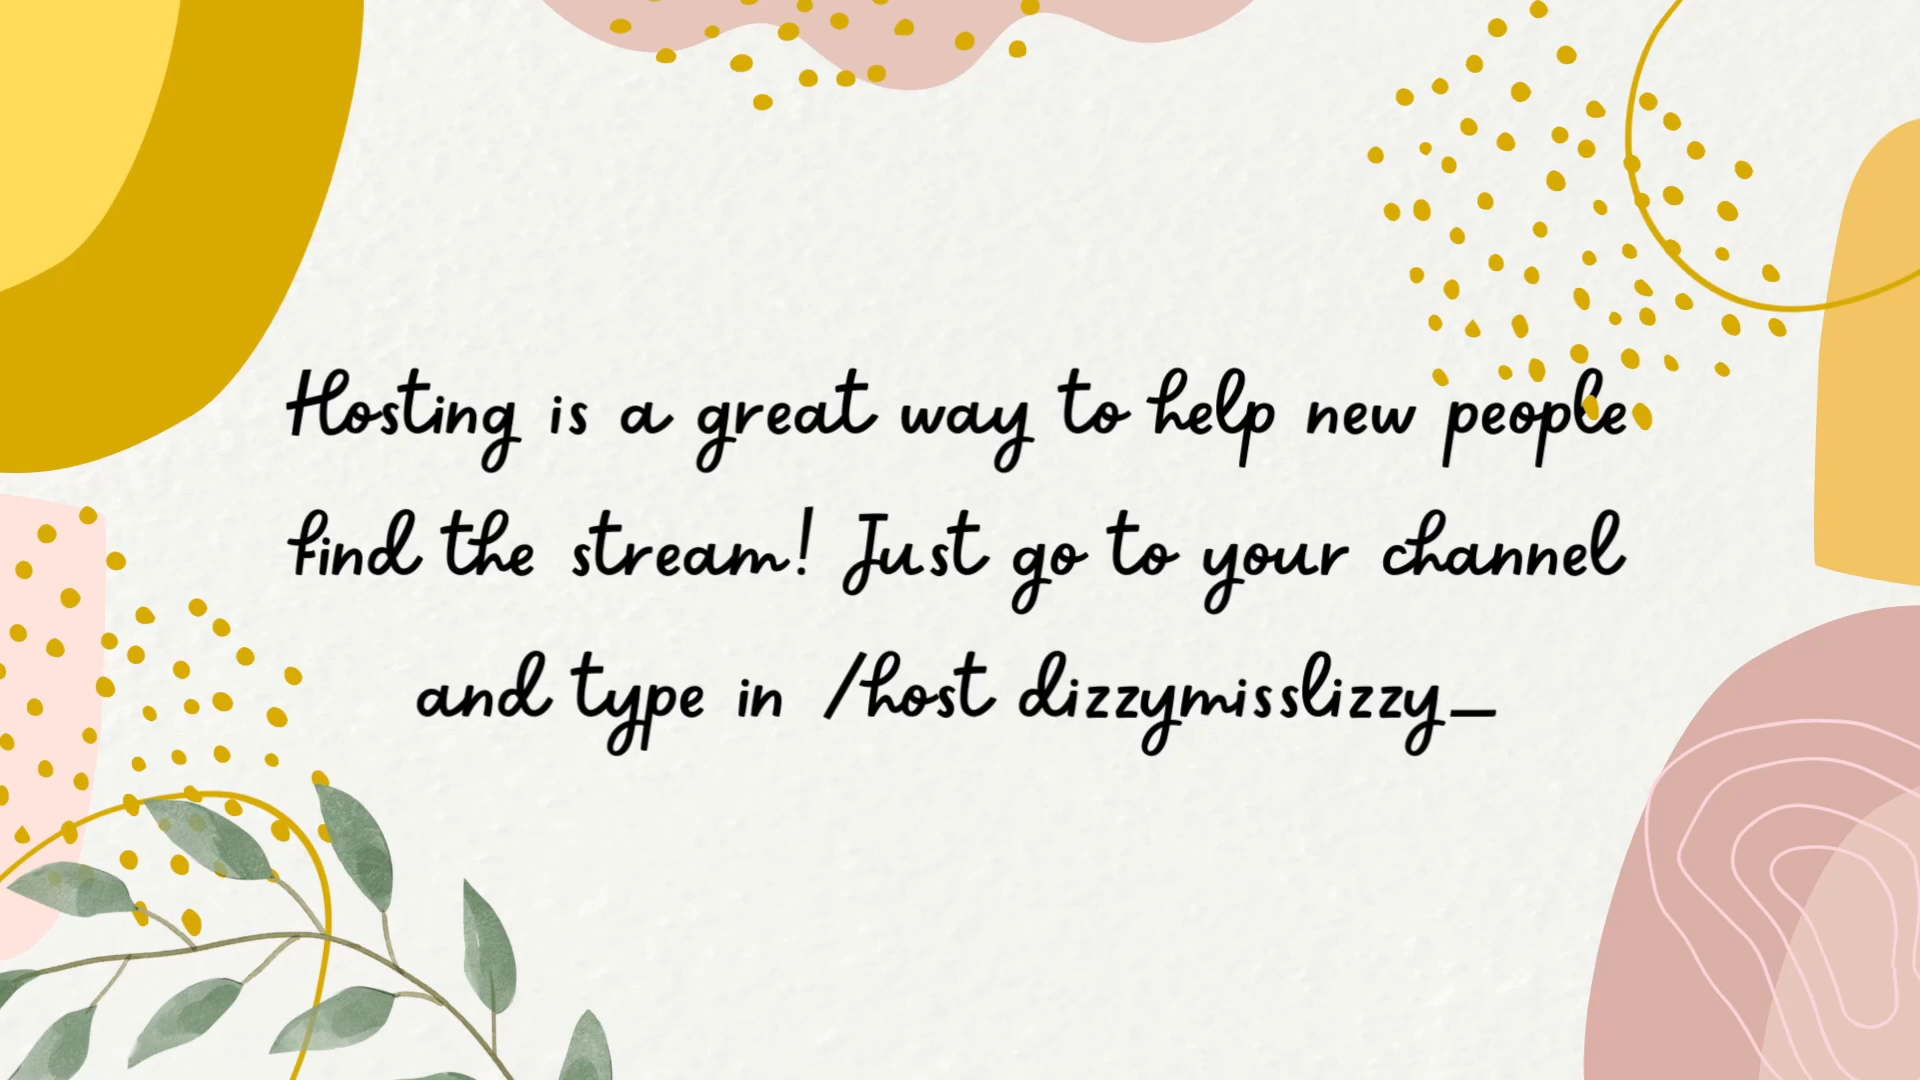 Hosting is a great way to help new people
find the stream! Just go to your channel
and type in /host dizzymisslizzy_